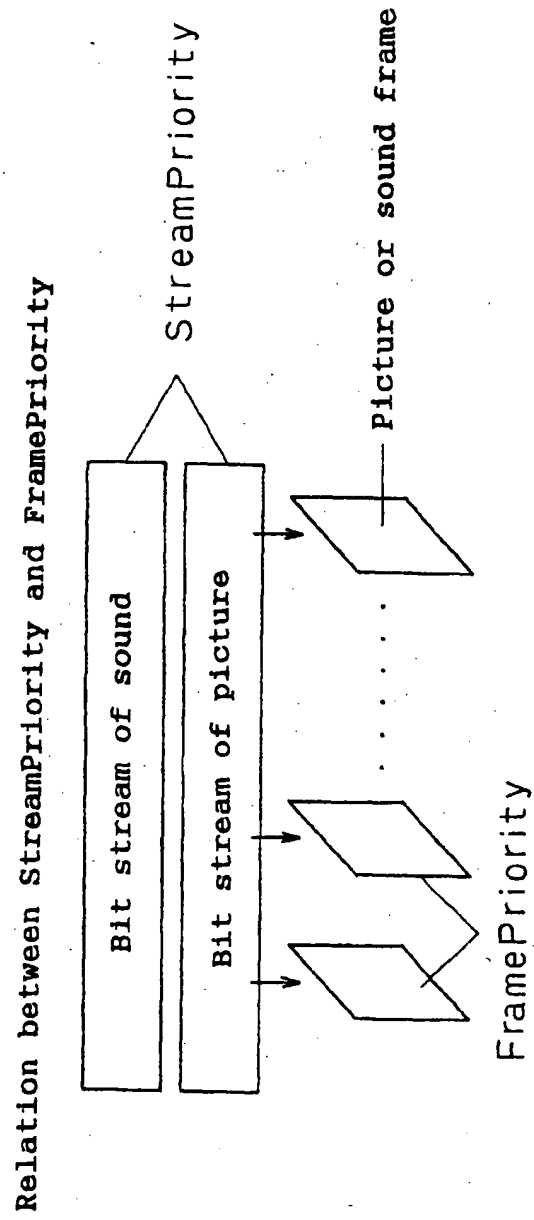 Relation between StreamPriority and FramePriority
Bit stream of sound
StreamPriority
Bit stream of picture
Picture or sound frame
FramePriority